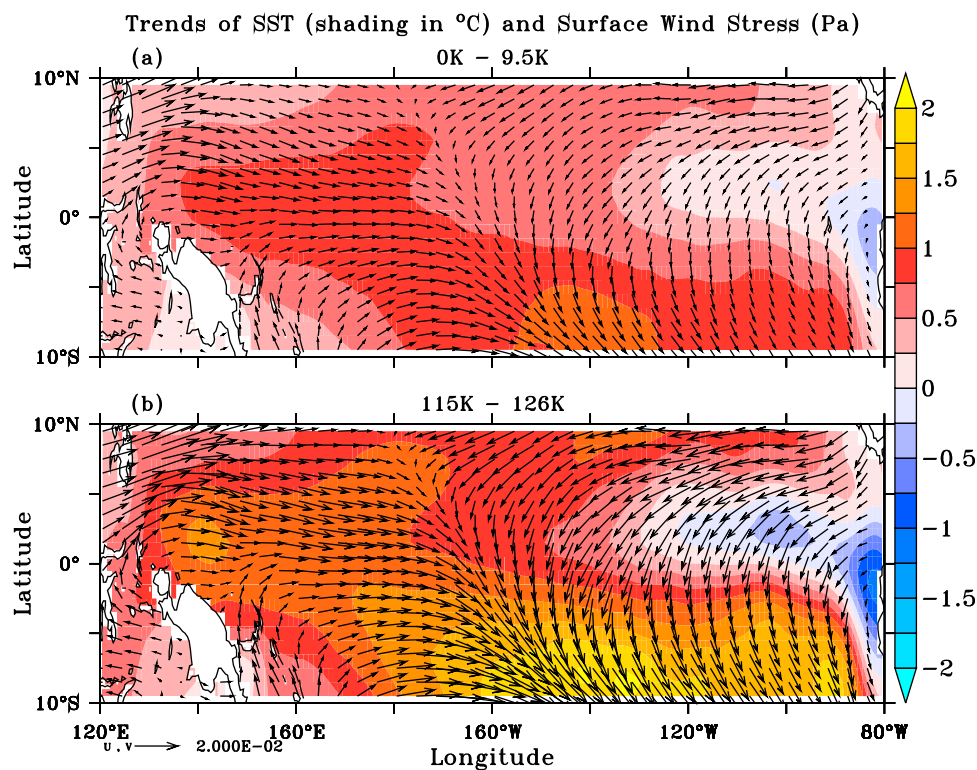 Trends of SST (shading in °C) and Surface Wind Stress (Pa)
(a) 0K – 9.5K
10°N
0°
10°S
Latitude
(b) 115K – 126K
10°N
0°
10°S
Latitude
120°E 160°E 160°W 120°W 80°W
U,V 2.000E-02
Longitude
2
1.5
1
0.5
0
-0.5
-1
-1.5
-2